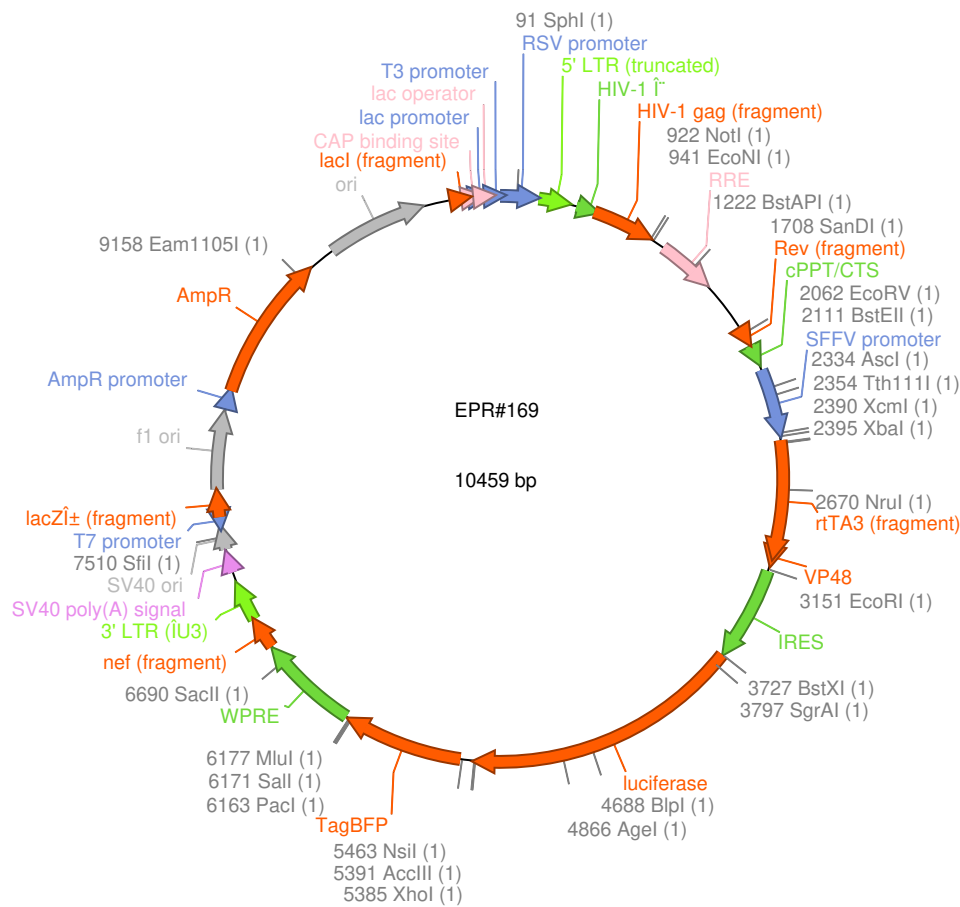 91 SphI (1)
RSV promoter
5' LTR (truncated)
HIV-1 Î¨
HIV-1 gag (fragment)
922 NotI (1)
941 EcoNI (1)
RRE
1222 BstAPI (1)
1708 SanDI (1)
Rev (fragment)
cPPT/CTS
2062 EcoRV (1)
2111 BstEII (1)
SFFV promoter
2334 AscI (1)
2354 Tth111I (1)
2390 XcmI (1)
2395 XbaI (1)
2670 NruI (1)
rtTA3 (fragment)
VP48
3151 EcoRI (1)
IRES
3727 BstXI (1)
3797 SgrAI (1)
luciferase
4688 BlpI (1)
4866 AgeI (1)
5463 NsiI (1)
5391 AccIII (1)
5385 XhoI (1)
TagBFP
6177 MluI (1)
6171 SalI (1)
6163 PacI (1)
WPRE
6690 SacII (1)
nef (fragment)
3' LTR (ÎU3)
SV40 poly(A) signal
SV40 ori
7510 SfiI (1)
T7 promoter
lacZÎ± (fragment)
f1 ori
AmpR promoter
AmpR
9158 Eam1105I (1)
ori
lacI (fragment)
CAP binding site
lac promoter
lac operator
T3 promoter
EPR#169
10459 bp